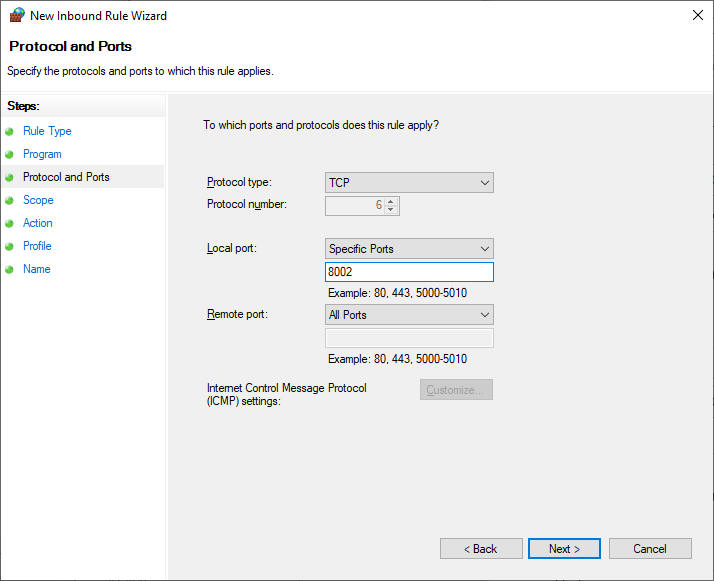 New Inbound Rule Wizard
Protocol and Ports
Specify the protocols and ports to which this rule applies.
Steps:
Rule Type
Program
Protocol and Ports
Scope
Action
Profile
Name
To which ports and protocols does this rule apply?
Protocol type: TCP
Protocol number: 6
Local port: Specific Ports
8002
Example: 80, 443, 5000-5010
Remote port: All Ports
Example: 80, 443, 5000-5010
Internet Control Message Protocol
(ICMP) settings:
Customize...
< Back Next > Cancel